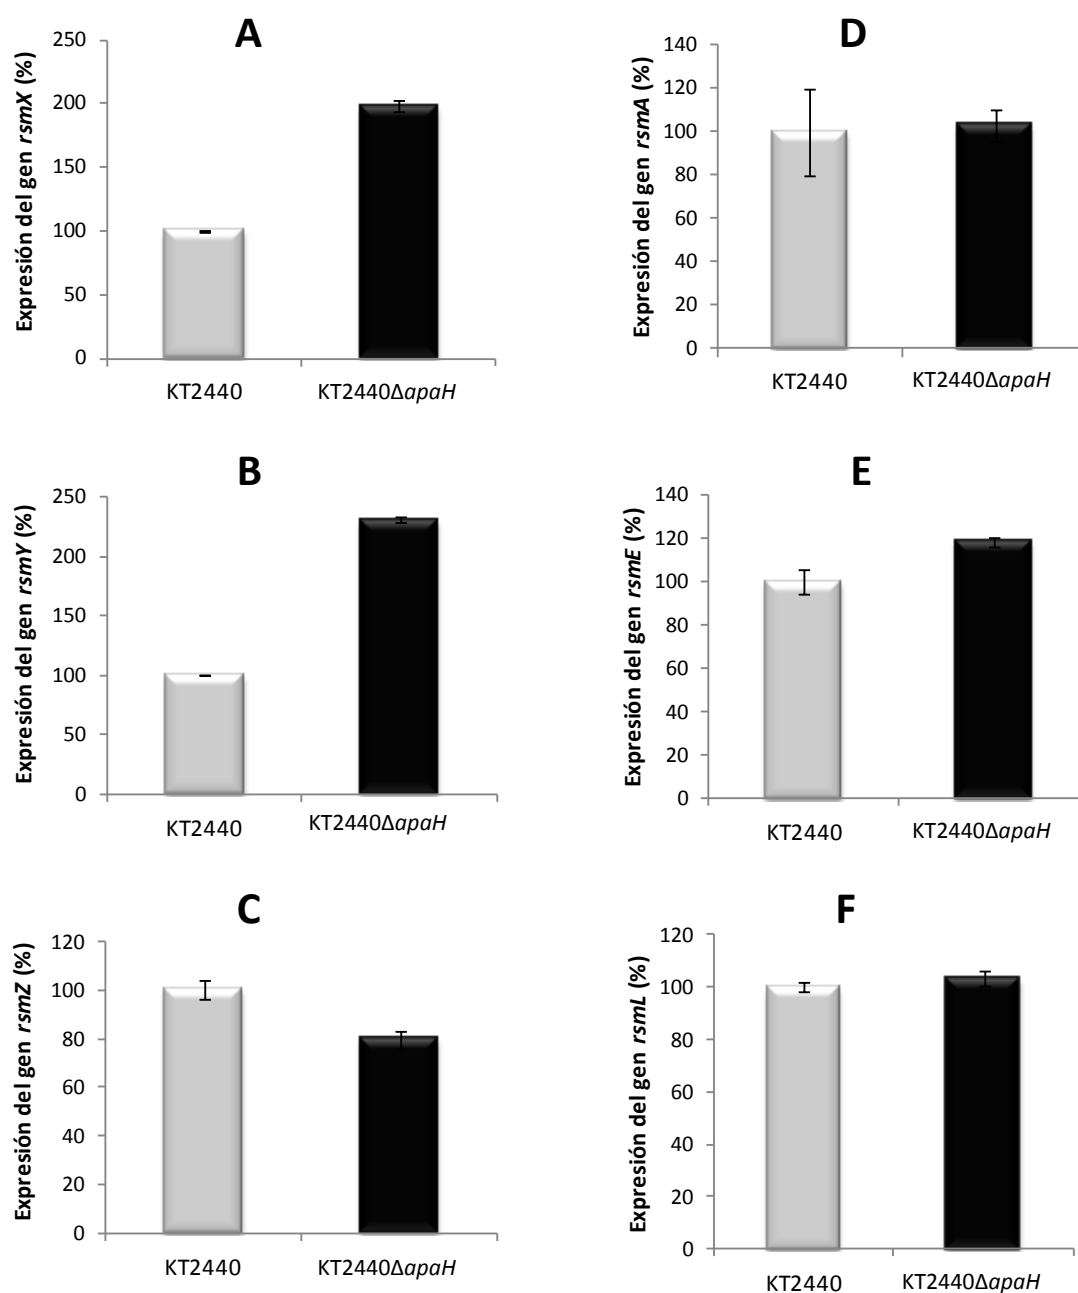 A
Expresión del gen rsmX (%)
250
200
150
100
50
0
KT2440 KT2440ΔapaH
D
Expresión del gen rsmA (%)
140
120
100
80
60
40
20
0
KT2440 KT2440ΔapaH
B
Expresión del gen rsmY (%)
250
200
150
100
50
0
KT2440 KT2440ΔapaH
E
Expresión del gen rsmE (%)
140
120
100
80
60
40
20
0
KT2440 KT2440ΔapaH
C
Expresión del gen rsmZ (%)
120
100
80
60
40
20
0
KT2440 KT2440ΔapaH
F
Expresión del gen rsmL (%)
120
100
80
60
40
20
0
KT2440 KT2440ΔapaH